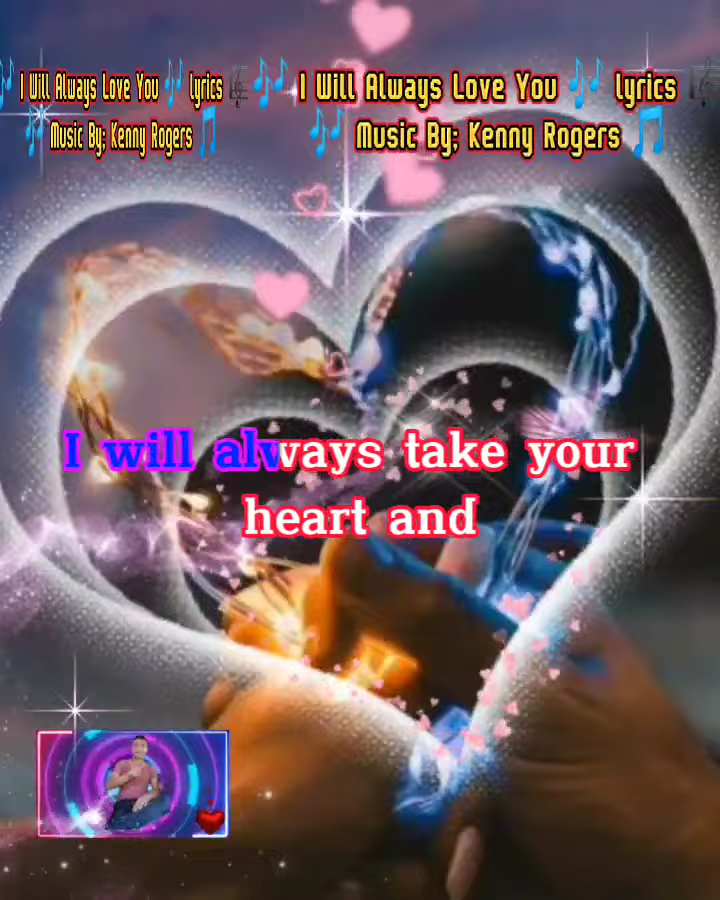 I Will Always Love You lyrics
Music By; Kenny Rogers
I Will Always Love You lyrics
Music By; Kenny Rogers
I will always take your
heart and